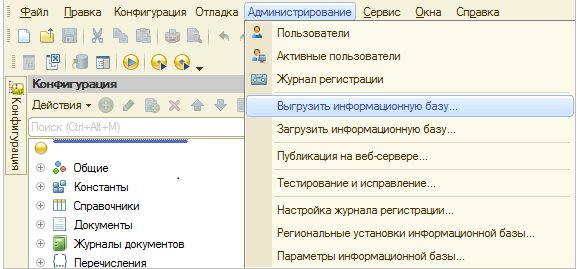 Файл Правка Конфигурация Отладка Администрирование Сервис Окна Справка
Пользователи
Активные пользователи
Журнал регистрации
Выгрузить информационную базу...
Загрузить информационную базу...
Публикация на веб-сервере...
Тестирование и исправление...
Настройка журнала регистрации...
Региональные установки информационной базы...
Параметры информационной базы...
Конфигурация
Конфигурация
Действия
Поиск (Ctrl+Alt+M)
Общие
Константы
Справочники
Документы
Журналы документов
Перечисления